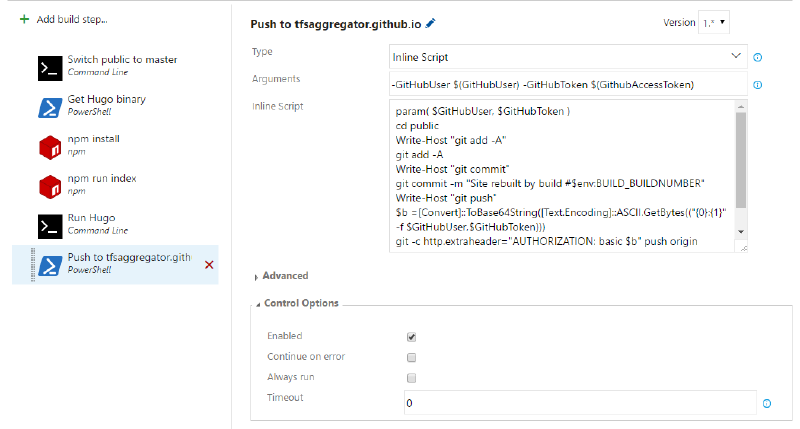 + Add build step...
Switch public to master
Command Line
Get Hugo binary
PowerShell
npm install
npm
npm run index
npm
Run Hugo
Command Line
Push to tfsaggregator.gith
PowerShell
Push to tfsaggregator.github.io
Version 1.*
Type
Inline Script
Arguments
-GitHubUser $(GitHubUser) -GitHubToken $(GithubAccessToken)
Inline Script
param( $GitHubUser, $GitHubToken )
cd public
Write-Host "git add -A"
git add -A
Write-Host "git commit"
git commit -m "Site rebuilt by build #$env:BUILD_BUILDNUMBER"
Write-Host "git push"
$b =[Convert]::ToBase64String([Text.Encoding]::ASCII.GetBytes(("{0}:{1}"
-f $GitHubUser,$GitHubToken)))
git -c http.extraheader="AUTHORIZATION: basic $b" push origin
Advanced
Control Options
Enabled
Continue on error
Always run
Timeout
0